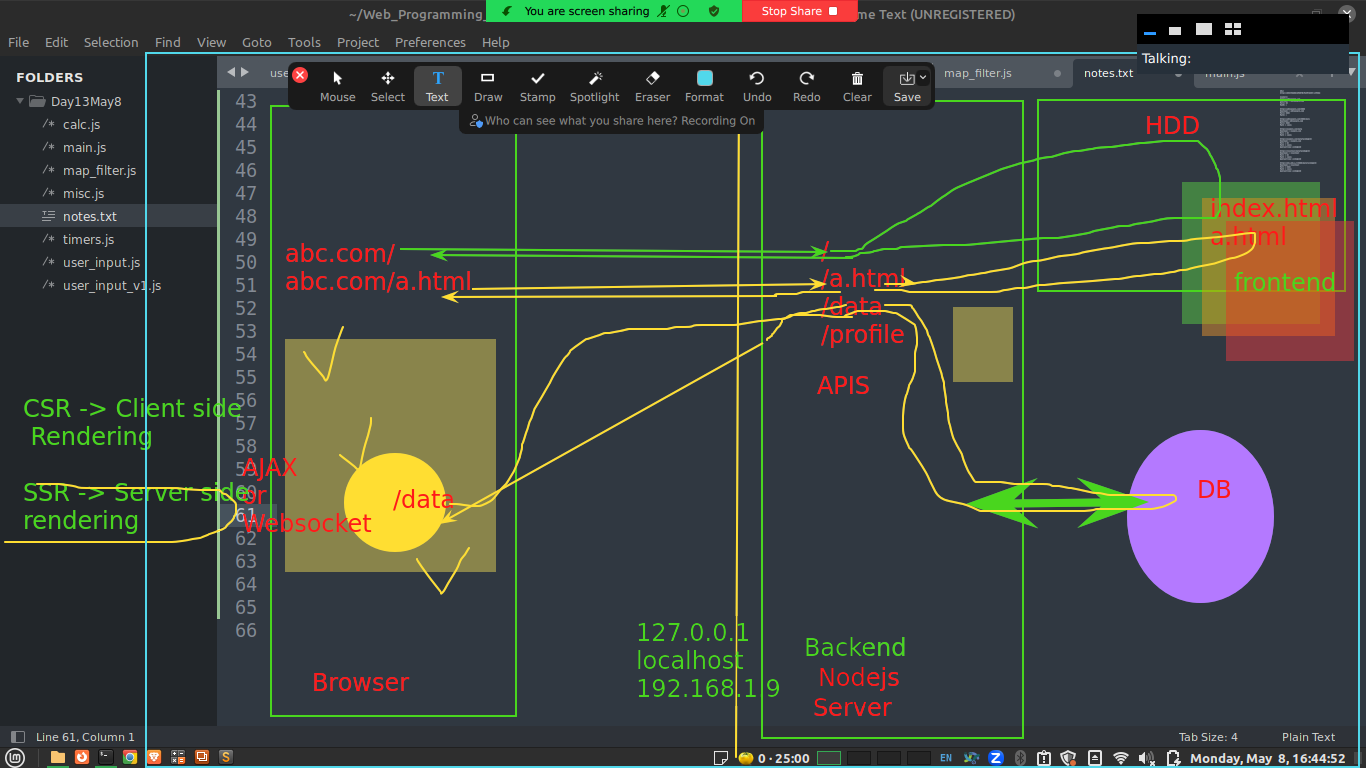 ~/Web_Programming_
You are screen sharing
Stop Share
me Text (UNREGISTERED)
File Edit Selection Find View Goto Tools Project Preferences Help
Talking:
FOLDERS
Day13May8
calc.js
main.js
map_filter.js
misc.js
notes.txt
timers.js
user_input.js
user_input_v1.js
use
map_filter.js
notes.txt
main.js
Mouse Select Text Draw Stamp Spotlight Eraser Format Undo Redo Clear Save
Who can see what you share here? Recording On
43
44
45
46
47
48
49
50
51
52
53
54
55
56
57
58
59
60
61
62
63
64
65
66
HDD
index.html
a.html
frontend
abc.com/
abc.com/a.html
/
/a.html
/data
/profile
APIS
CSR -> Client side
Rendering
SSR -> Server side
rendering
AJAX
or
Websocket
/data
DB
127.0.0.1
localhost
192.168.1.9
Browser
Backend
Nodejs
Server
Line 61, Column 1
Tab Size: 4
Plain Text
0 · 25:00
EN
Monday, May 8, 16:44:52